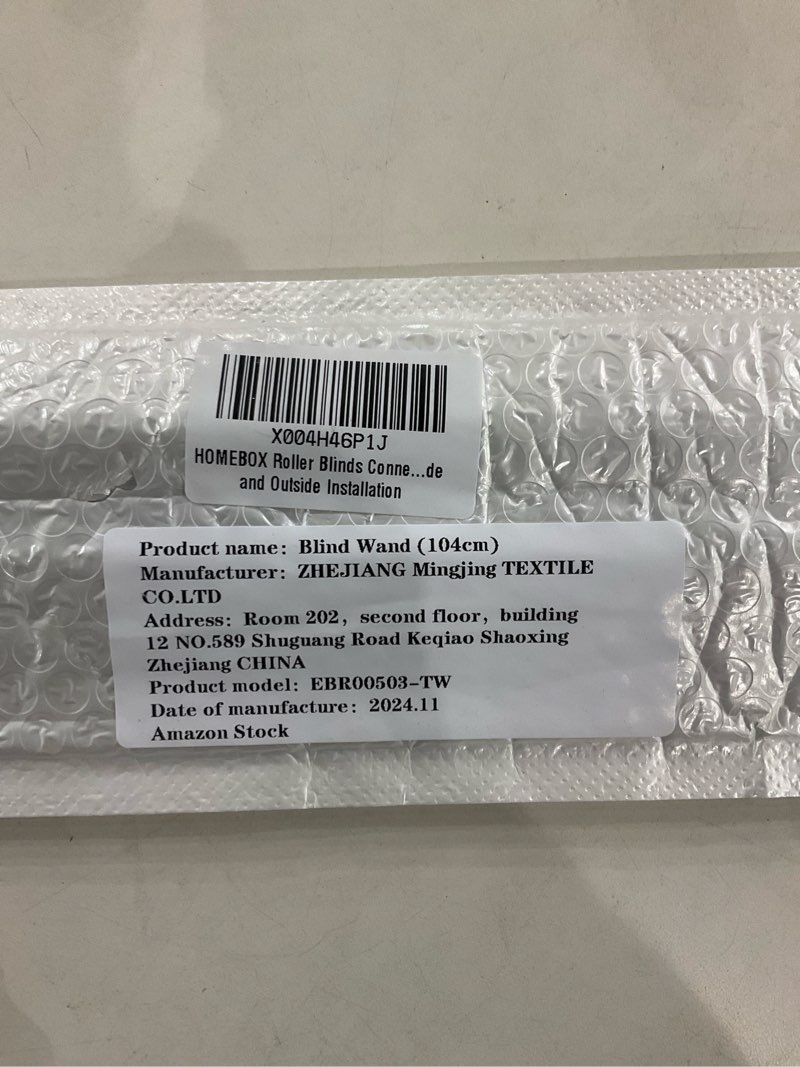 X004H46P1J
HOMEBOX Roller Blinds Conne...de
and Outside Installation
Product name: Blind Wand (104cm)
Manufacturer: ZHEJIANG Mingjing TEXTILE
CO.LTD
Address: Room 202, second floor, building
12 NO.589 Shuguang Road Keqiao Shaoxing
Zhejiang CHINA
Product model: EBR00503-TW
Date of manufacture: 2024.11
Amazon Stock